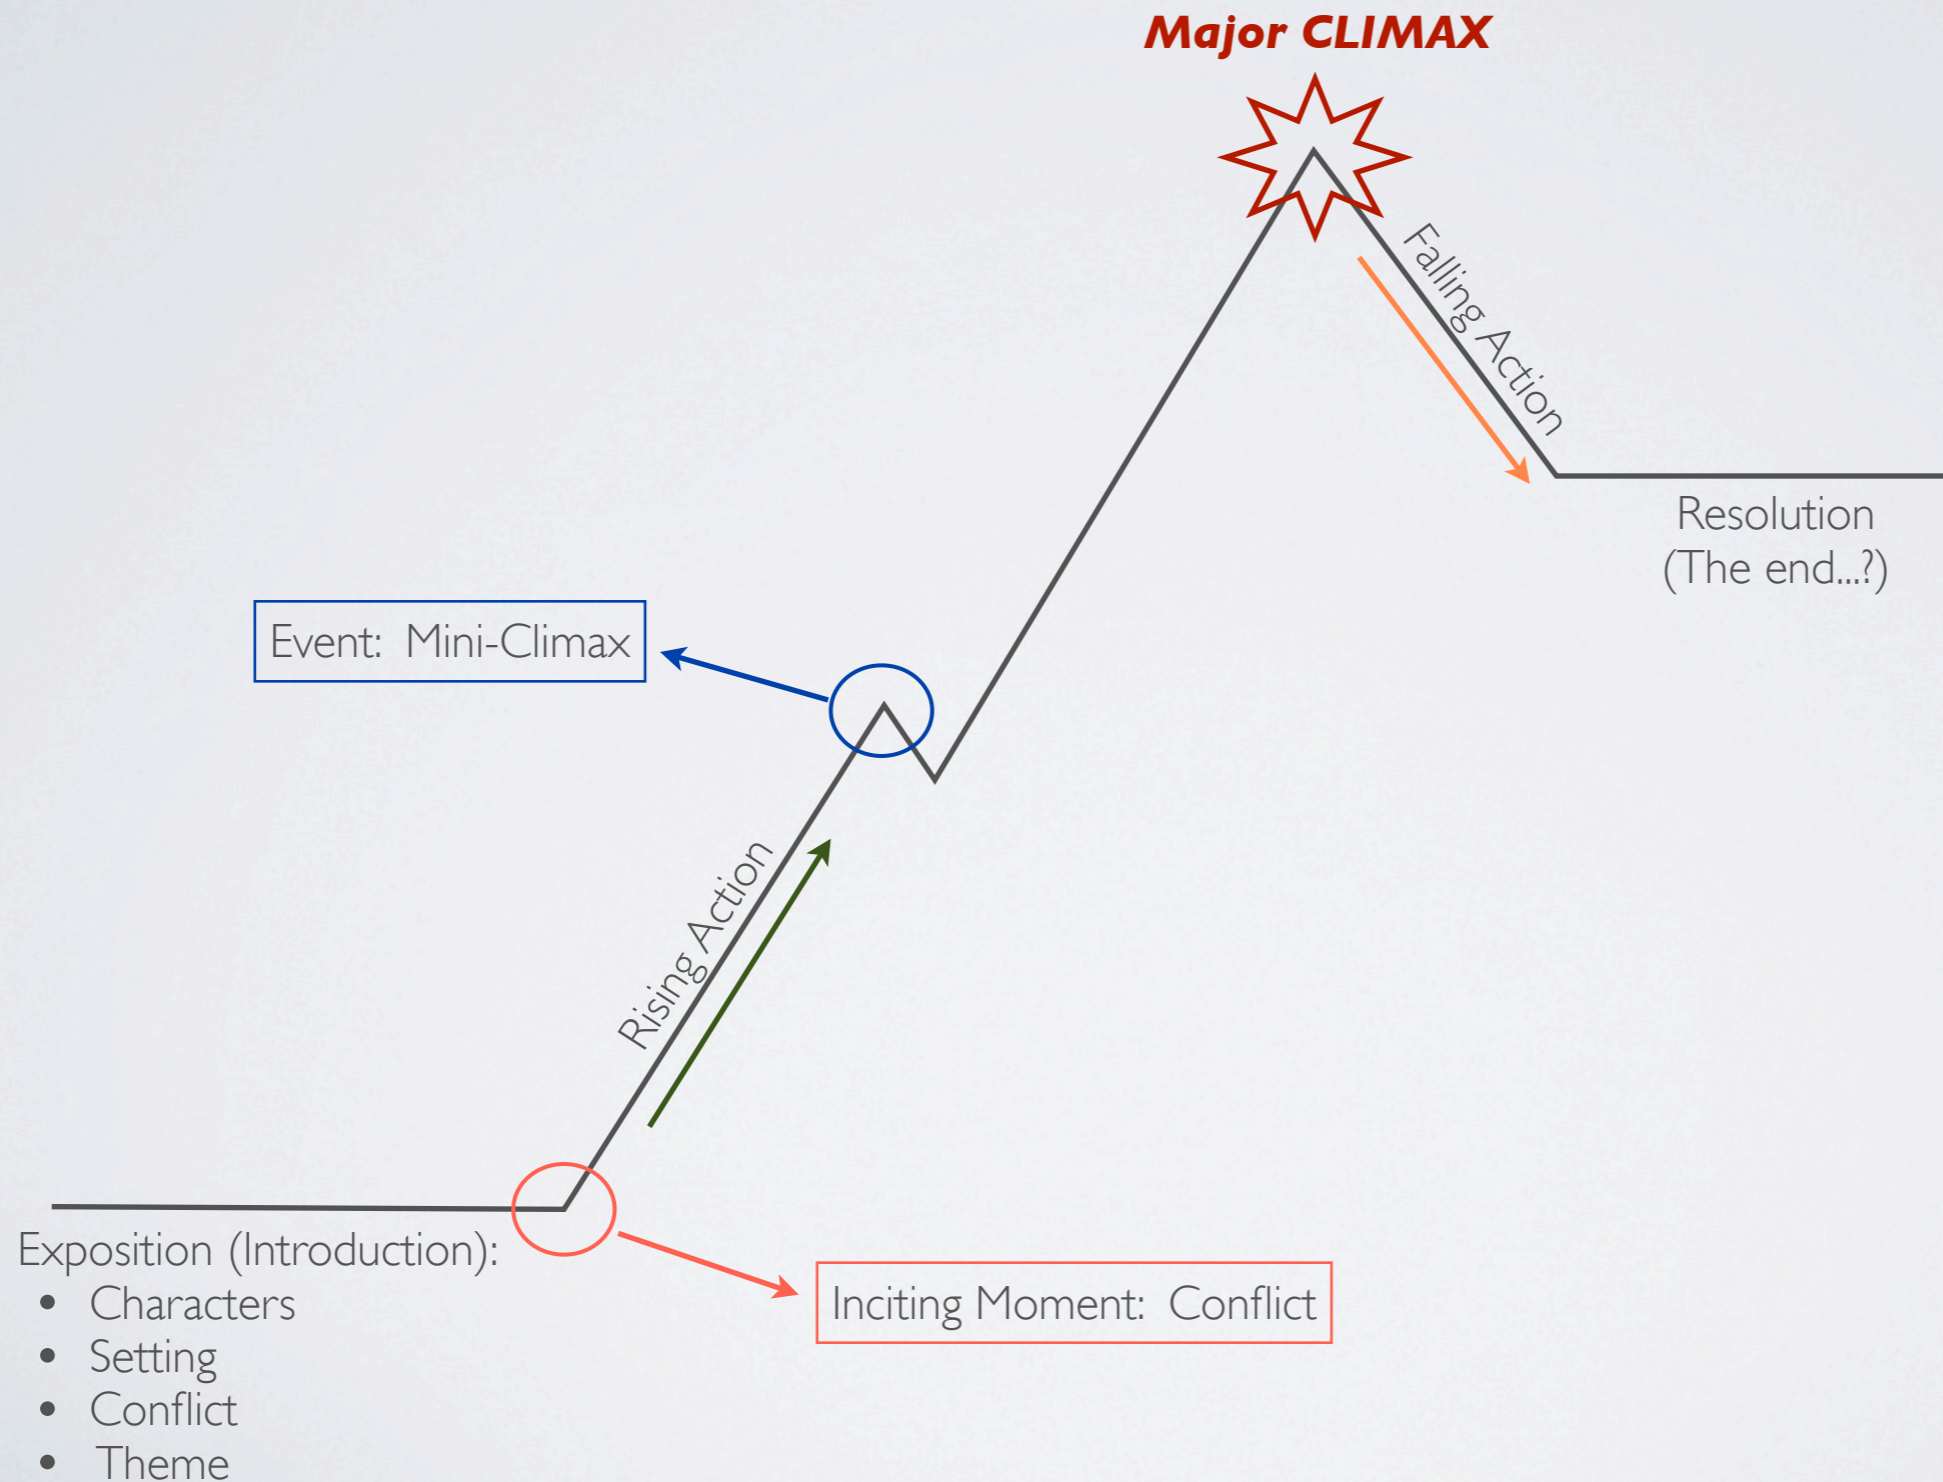 Major CLIMAX
Falling Action
Resolution
(The end...?)
Event: Mini-Climax
Rising Action
Exposition (Introduction):
• Characters
• Setting
• Conflict
• Theme
Inciting Moment: Conflict